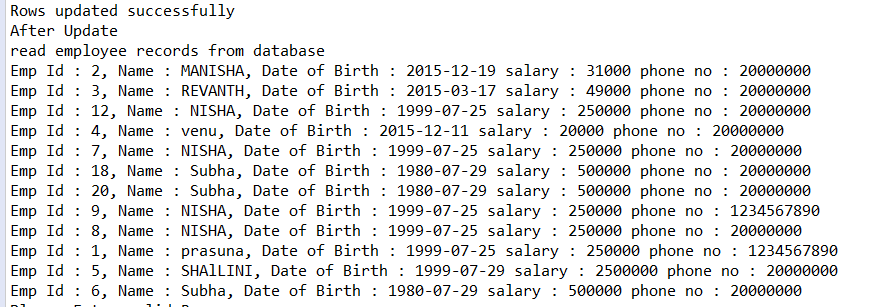 Rows updated successfully
After Update
read employee records from database
Emp Id : 2, Name : MANISHA, Date of Birth : 2015-12-19 salary : 31000 phone no : 20000000
Emp Id : 3, Name : REVANTH, Date of Birth : 2015-03-17 salary : 49000 phone no : 20000000
Emp Id : 12, Name : NISHA, Date of Birth : 1999-07-25 salary : 250000 phone no : 20000000
Emp Id : 4, Name : venu, Date of Birth : 2015-12-11 salary : 20000 phone no : 20000000
Emp Id : 7, Name : NISHA, Date of Birth : 1999-07-25 salary : 250000 phone no : 20000000
Emp Id : 18, Name : Subha, Date of Birth : 1980-07-29 salary : 500000 phone no : 20000000
Emp Id : 20, Name : Subha, Date of Birth : 1980-07-29 salary : 500000 phone no : 20000000
Emp Id : 9, Name : NISHA, Date of Birth : 1999-07-25 salary : 250000 phone no : 1234567890
Emp Id : 8, Name : NISHA, Date of Birth : 1999-07-25 salary : 250000 phone no : 20000000
Emp Id : 1, Name : prasuna, Date of Birth : 1999-07-25 salary : 250000 phone no : 1234567890
Emp Id : 5, Name : SHAlLINI, Date of Birth : 1999-07-29 salary : 2500000 phone no : 20000000
Emp Id : 6, Name : Subha, Date of Birth : 1980-07-29 salary : 500000 phone no : 20000000